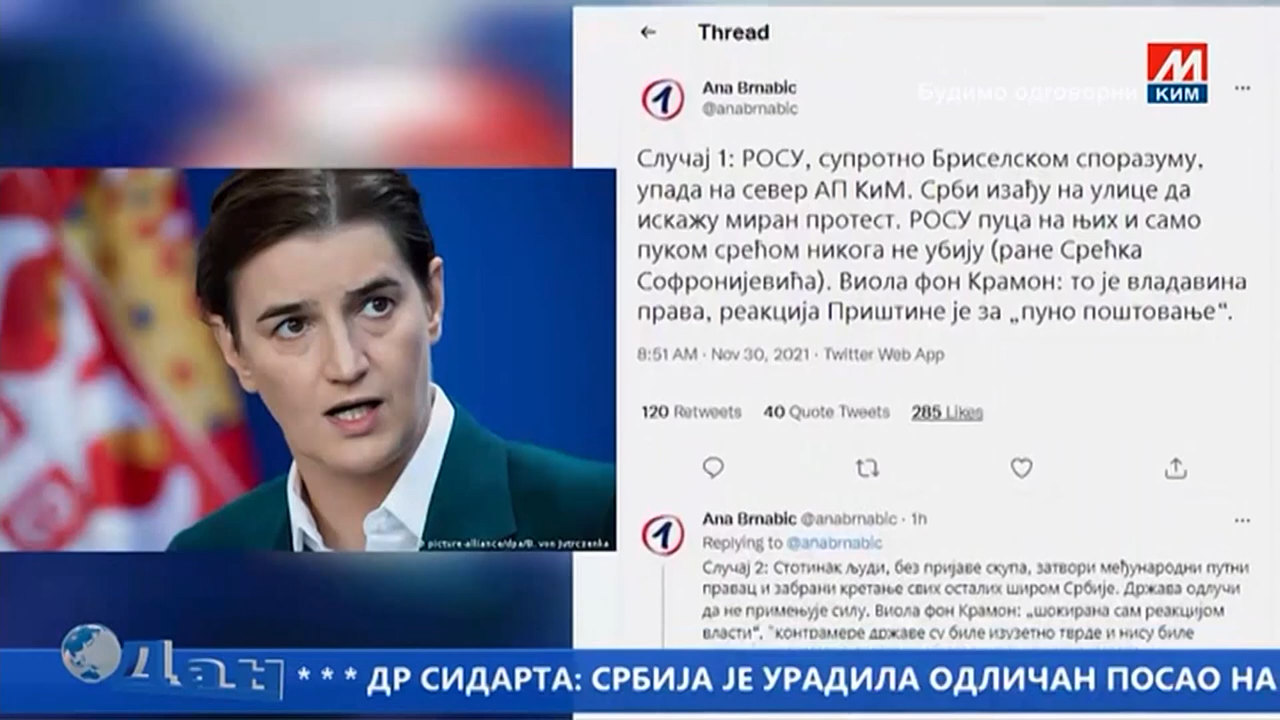 Thread
Ana Brnabic
@anabrnabic
Будимо одговорни
М
КИМ
Случај 1: РОСУ, супротно Бриселском споразуму,
упада на север АП КиМ. Срби изађу на улице да
искажу миран протест. РОСУ пуца на њих и само
пуком срећом никога не убију (ране Срећка
Софронијевића). Виола фон Крамон: то је владавина
права, реакција Приштине је за „пуно поштовање“.
8:51 AM · Nov 30, 2021 · Twitter Web App
120 Retweets 40 Quote Tweets 285 Likes
Ana Brnabic @anabrnabic · 1h
Replying to @anabrnabic
Случај 2: Стотинак људи, без пријаве скупа, затвори међународни путни
правац и забрани кретање свих осталих широм Србије. Држава одлучи
да не примењује силу. Виола фон Крамон: „шокирана сам реакцијом
власти“, "контрамере државе су биле изузетно тврде и нису биле
picture-alliance/dpa/B. von Jutrczenka
Дан
*** ДР СИДАРТА: СРБИЈА ЈЕ УРАДИЛА ОДЛИЧАН ПОСАО НА